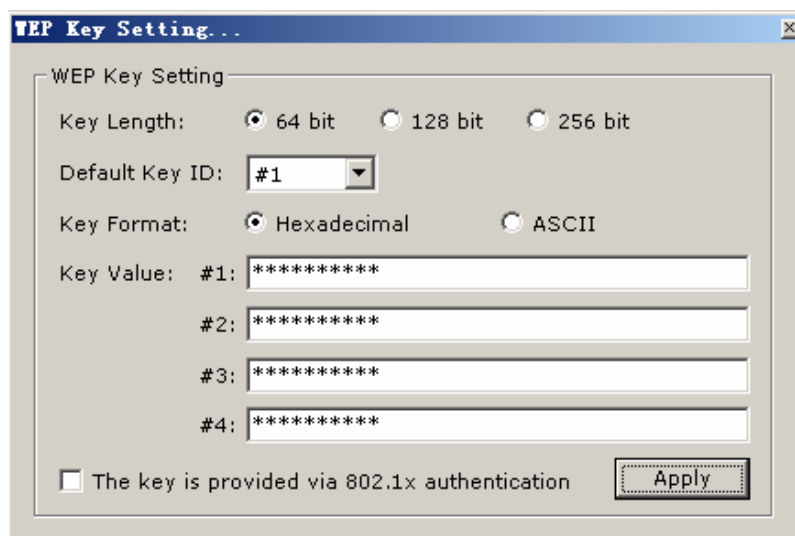 WEP Key Setting...
WEP Key Setting
Key Length: 64 bit 128 bit 256 bit
Default Key ID: #1
Key Format: Hexadecimal ASCII
Key Value: #1: **********
#2: **********
#3: **********
#4: **********
The key is provided via 802.1x authentication Apply